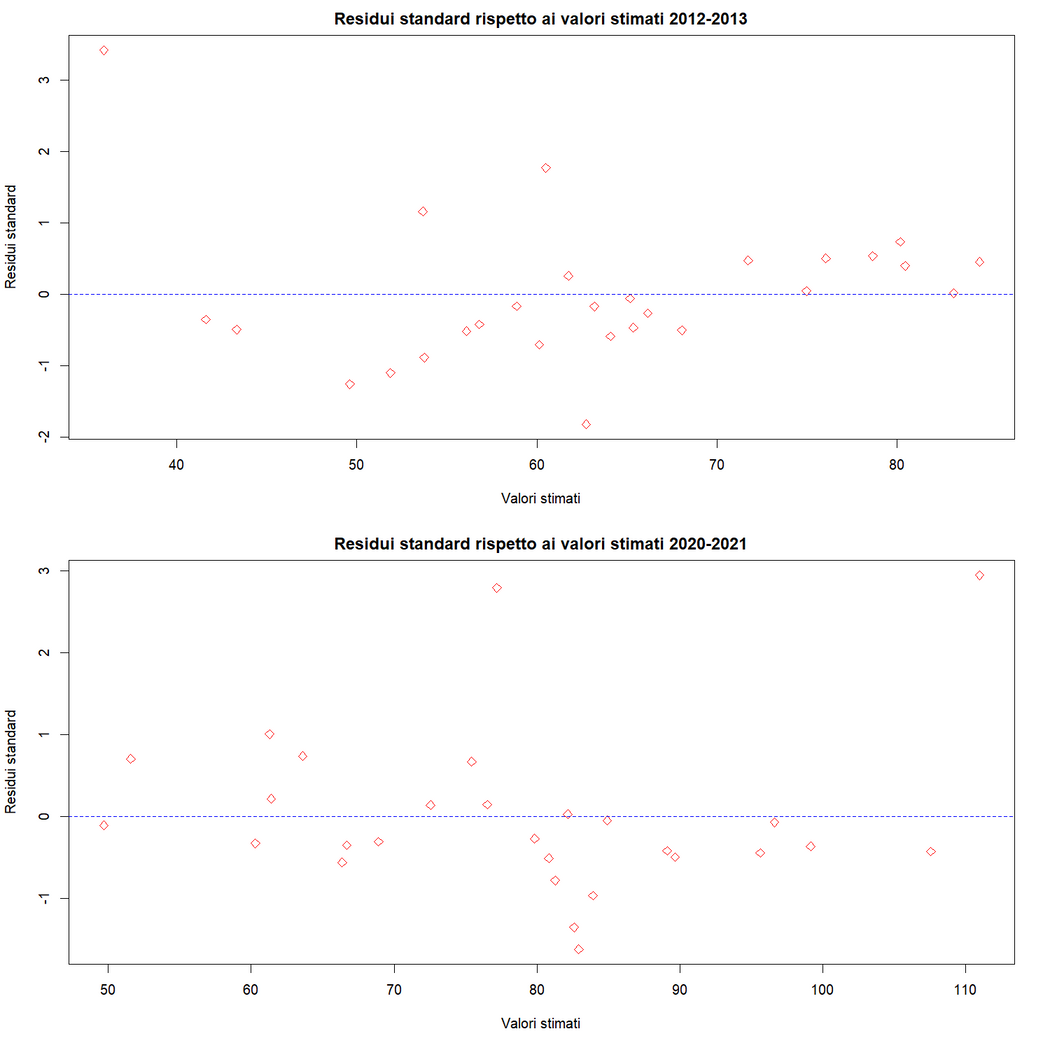 Residui standard rispetto ai valori stimati 2012-2013
Residui standard
3
2
1
0
-1
-2
40 50 60 70 80
Valori stimati
Residui standard rispetto ai valori stimati 2020-2021
Residui standard
3
2
1
0
-1
50 60 70 80 90 100 110
Valori stimati